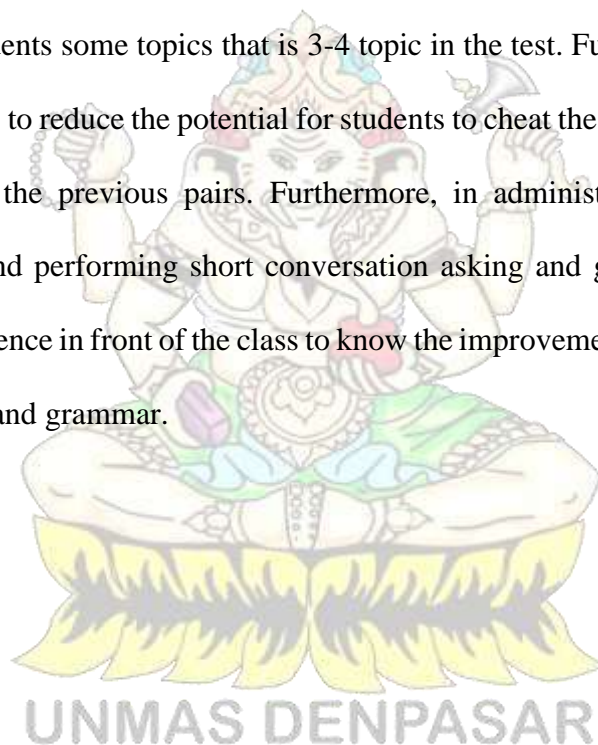 dents some topics that is 3-4 topic in the test. Fu
to reduce the potential for students to cheat the
the previous pairs. Furthermore, in administ
nd performing short conversation asking and g
ence in front of the class to know the improveme
and grammar.
UNMAS DENPASAR